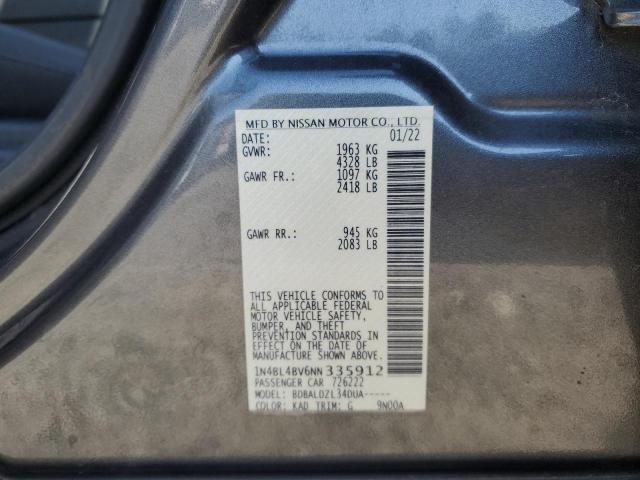 MFD BY NISSAN MOTOR CO., LTD.
DATE: 01/22
GVWR: 1963 KG
4328 LB
GAWR FR.: 1097 KG
2418 LB
GAWR RR.: 945 KG
2083 LB
THIS VEHICLE CONFORMS TO
ALL APPLICABLE FEDERAL
MOTOR VEHICLE SAFETY,
BUMPER, AND THEFT
PREVENTION STANDARDS
IN EFFECT ON THE DATE OF
MANUFACTURE SHOWN ABOVE.
1N4BL4BV6NN335912
PASSENGER CAR 726222
MODEL: BDBALDZL34DUA-----
COLOR: KAD TRIM: G 9N00A